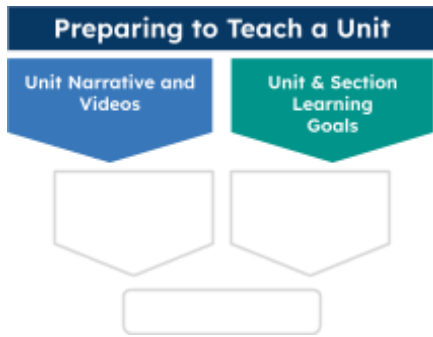 Preparing to Teach a Unit
Unit Narrative and
Videos
Unit & Section
Learning
Goals